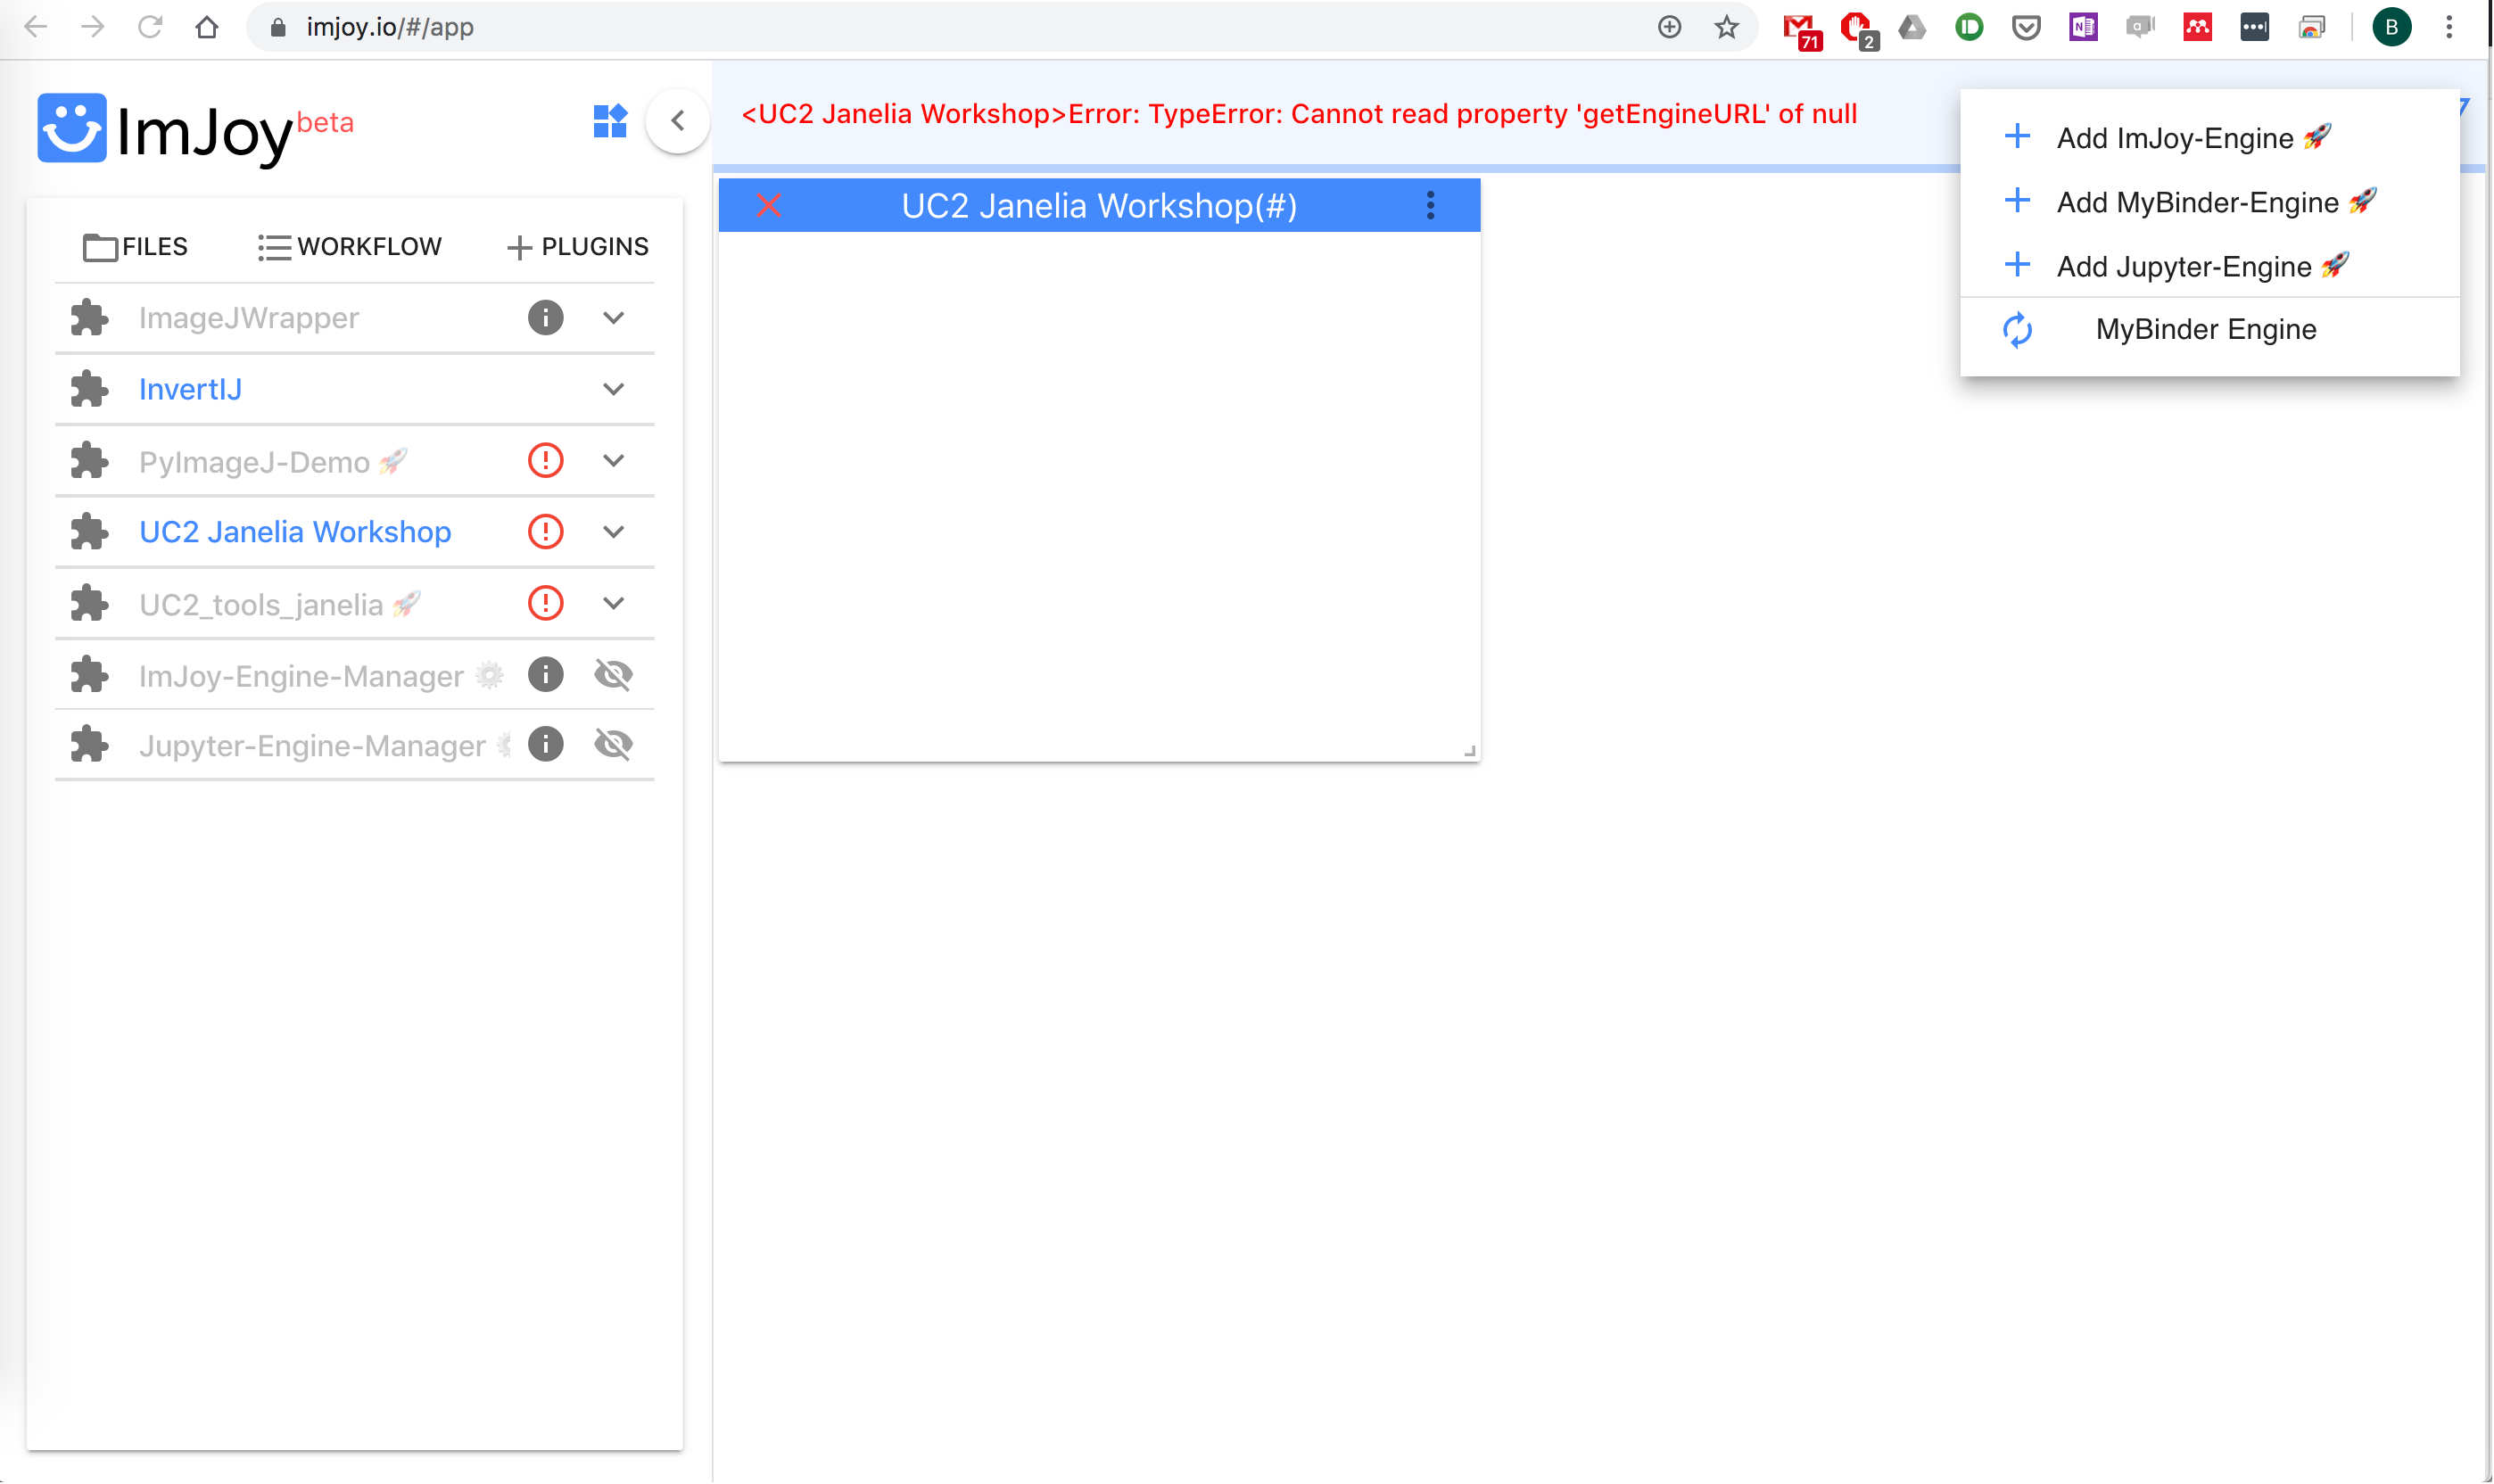 imjoy.io/#/app
71
2
N
a
B
ImJoy beta
<UC2 Janelia Workshop>Error: TypeError: Cannot read property 'getEngineURL' of null
Add ImJoy-Engine 🚀
Add MyBinder-Engine 🚀
Add Jupyter-Engine 🚀
MyBinder Engine
FILES
WORKFLOW
PLUGINS
ImageJWrapper
InvertIJ
PyImageJ-Demo 🚀
UC2 Janelia Workshop
UC2_tools_janelia 🚀
ImJoy-Engine-Manager ⚙️
Jupyter-Engine-Manager
UC2 Janelia Workshop(#)